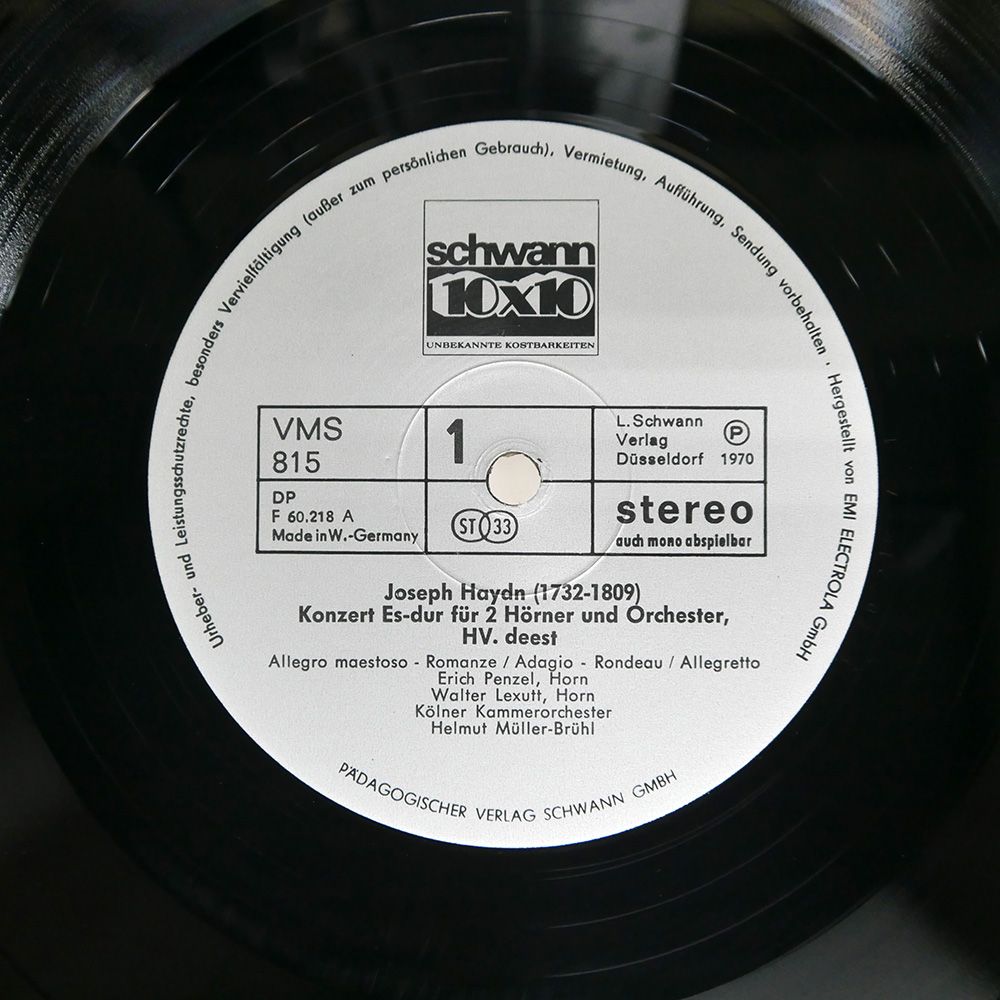 Urheber- und Leistungsschutzrechte, besonders Vervielfältigung (außer zum persönlichen Gebrauch), Vermietung, Aufführung, Sendung vorbehalten · Hergestellt von EMI ELECTROLA GmbH
schwann
10x10
UNBEKANNTE KOSTBARKEITEN
VMS
815
1
L. Schwann
Verlag
Düsseldorf
Ⓟ
1970
DP
F 60.218 A
Made in W.-Germany
ST 33
stereo
auch mono abspielbar
Joseph Haydn (1732-1809)
Konzert Es-dur für 2 Hörner und Orchester,
HV. deest
Allegro maestoso - Romanze / Adagio - Rondeau / Allegretto
Erich Penzel, Horn
Walter Lexutt, Horn
Kölner Kammerorchester
Helmut Müller-Brühl
PÄDAGOGISCHER VERLAG SCHWANN GMBH